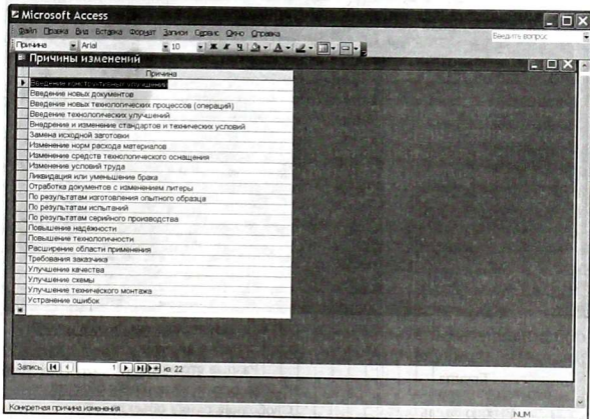 Microsoft Access
Файл Правка Вид Вставка Формат Записи Сервис Окно Справка
Введите вопрос
Причина Arial 10 Ж К Ч
Причины изменений
Причина
Введение конструктивных улучшений
Введение новых документов
Введение новых технологических процессов (операций)
Введение технологических улучшений
Внедрение и изменение стандартов и технических условий
Замена исходной заготовки
Изменение норм расхода материалов
Изменение средств технологического оснащения
Изменение условий труда
Ликвидация или уменьшение брака
Отработка документов с изменением литеры
По результатам изготовления опытного образца
По результатам испытаний
По результатам серийного производства
Повышение надёжности
Повышение технологичности
Расширение области применения
Требования заказчика
Улучшение качества
Улучшение схемы
Улучшение технического монтажа
Устранение ошибок
Запись: 1 из 22
Конкретная причина изменения
NUM